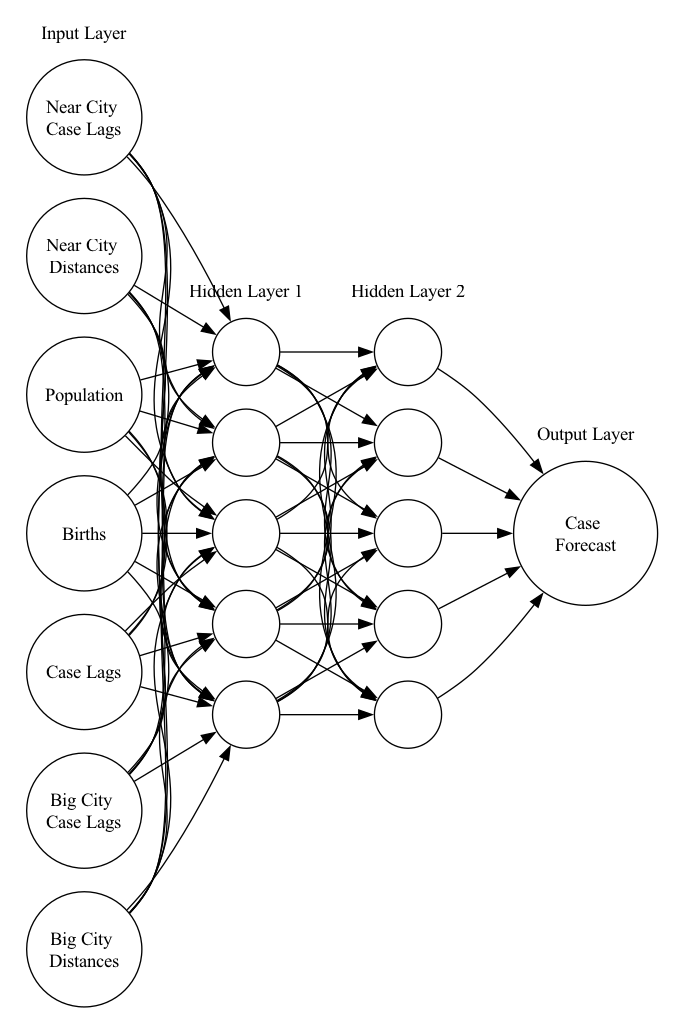 Input Layer
Near City
Case Lags
Near City
Distances
Population
Births
Case Lags
Big City
Case Lags
Big City
Distances
Hidden Layer 1
Hidden Layer 2
Output Layer
Case
Forecast